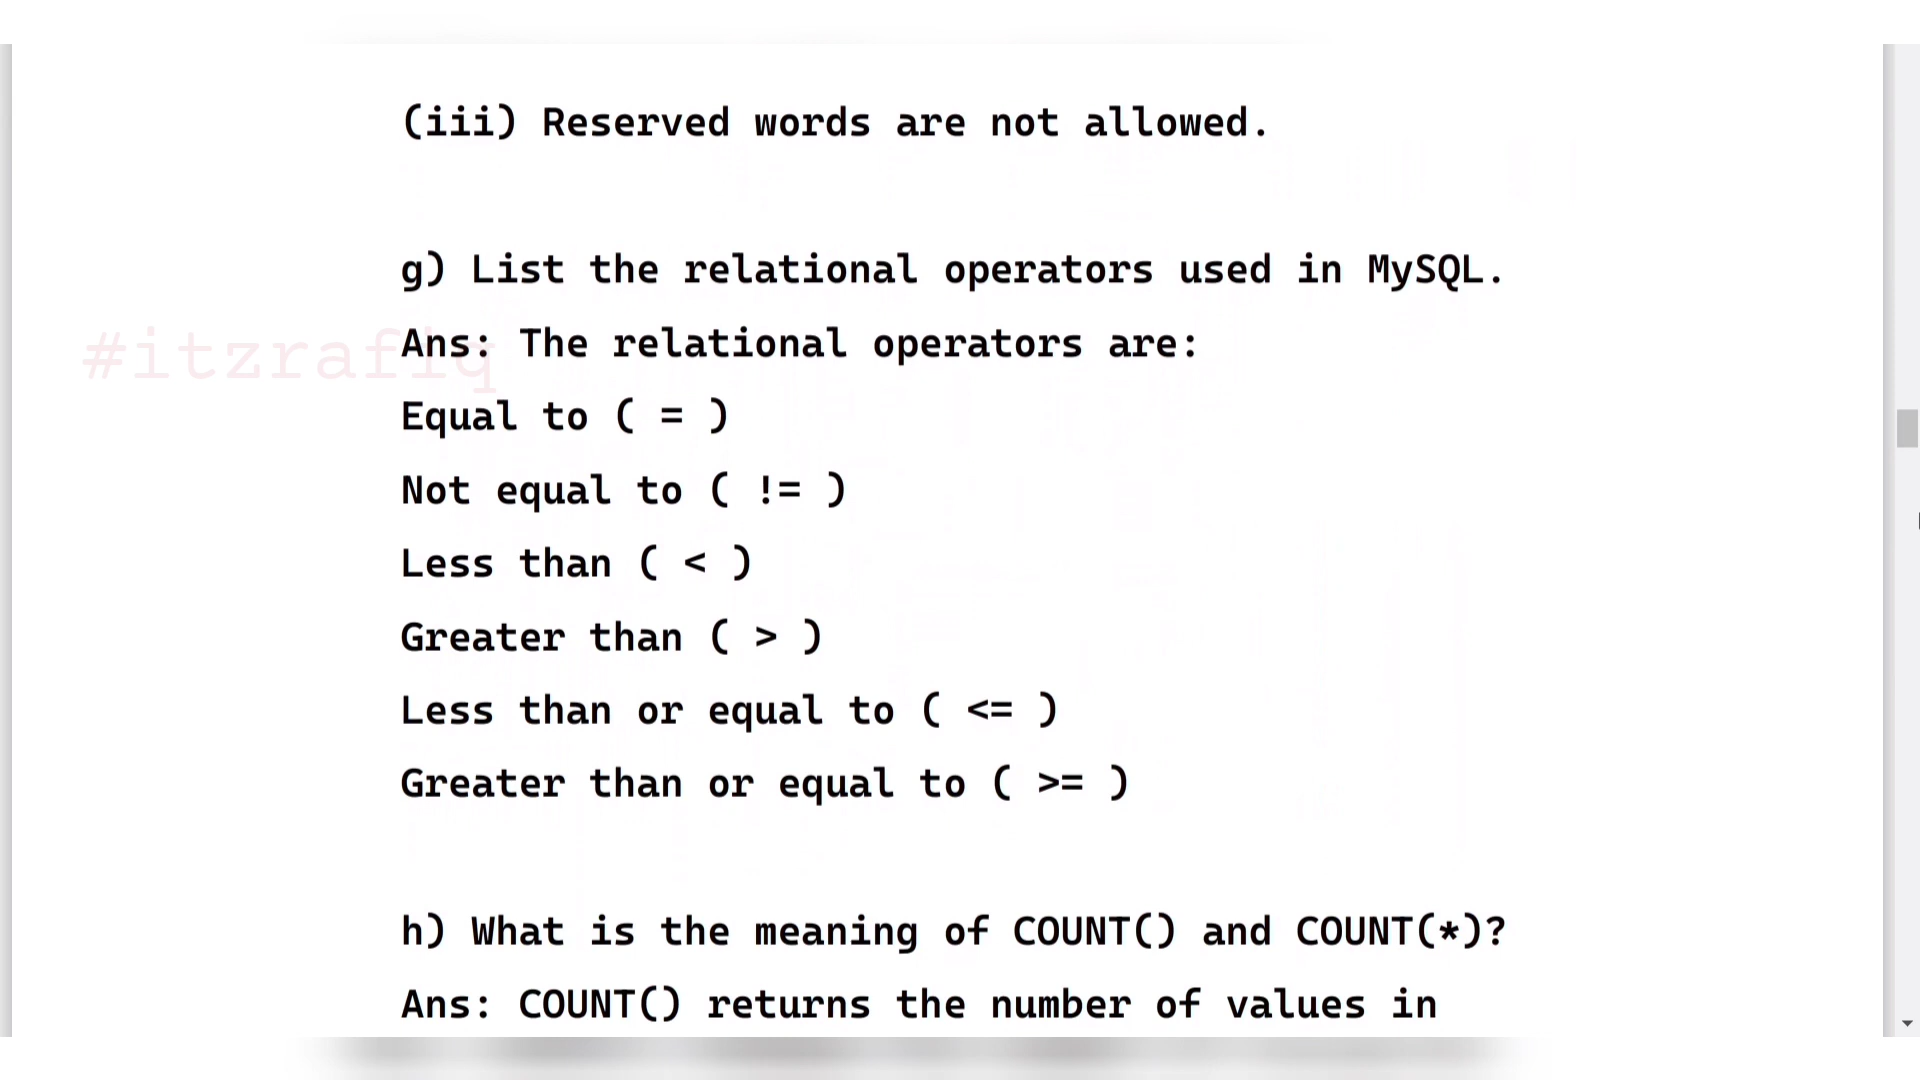 (iii) Reserved words are not allowed.
g) List the relational operators used in MySQL.
#itzrafiq
Ans: The relational operators are:
Equal to ( = )
Not equal to ( != )
Less than ( < )
Greater than ( > )
Less than or equal to ( <= )
Greater than or equal to ( >= )
h) What is the meaning of COUNT() and COUNT(*)?
Ans: COUNT() returns the number of values in